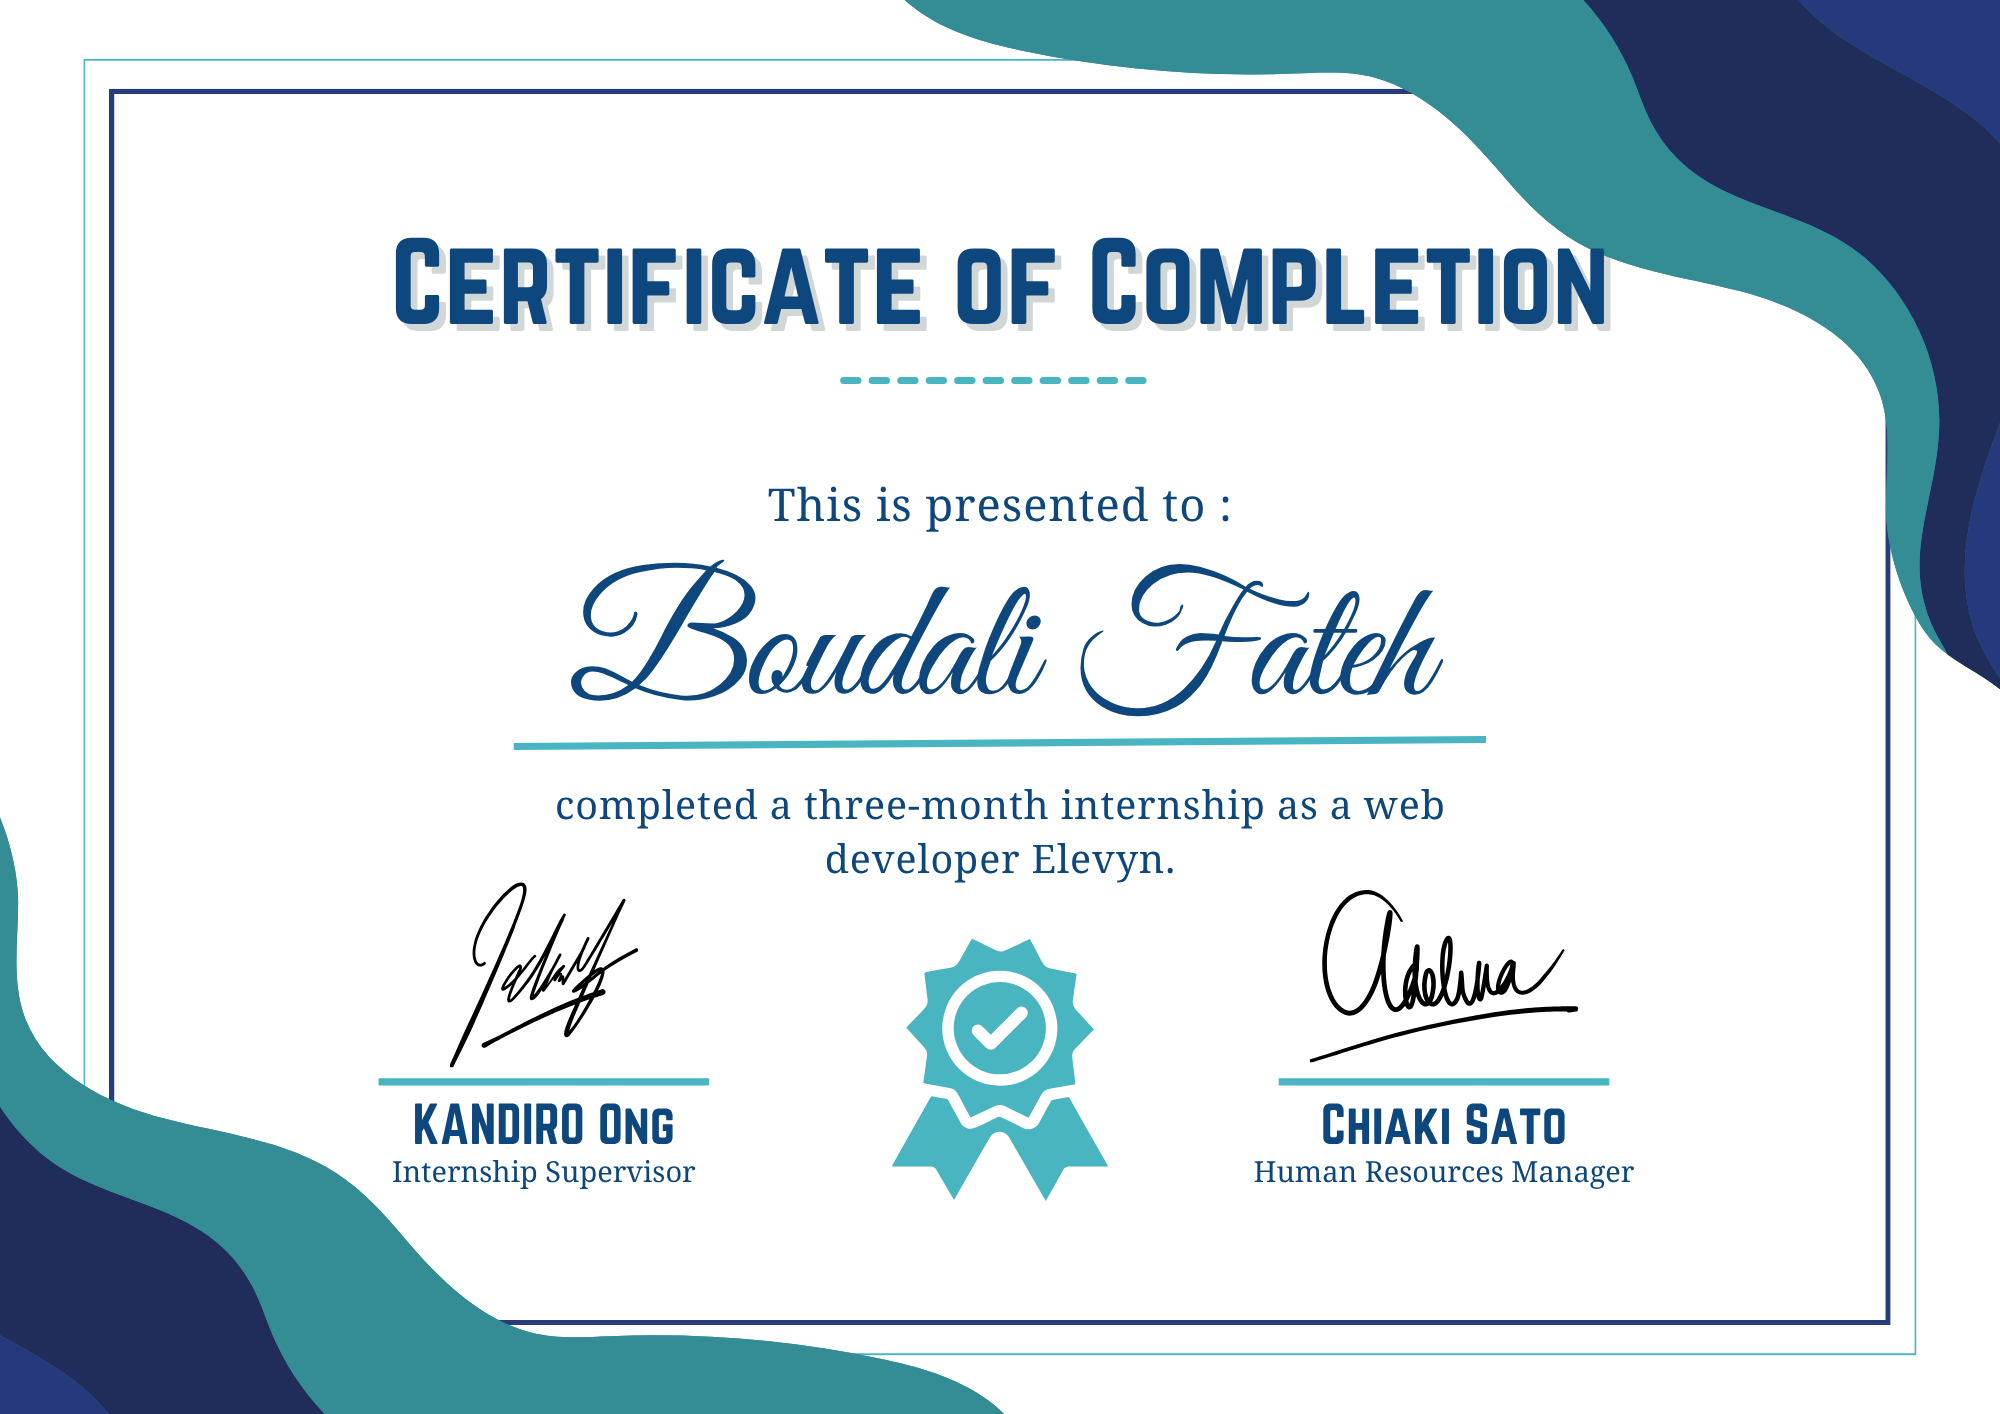 Certificate of Completion
This is presented to :
Boudali Fateh
completed a three-month internship as a web
developer Elevyn.
Adelina
KANDIRO Ong
Internship Supervisor
Chiaki Sato
Human Resources Manager